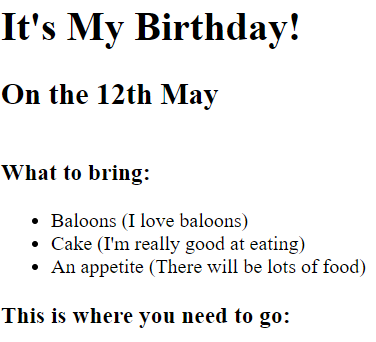 It's My Birthday!
On the 12th May
What to bring:
• Baloons (I love baloons)
• Cake (I'm really good at eating)
• An appetite (There will be lots of food)
This is where you need to go: